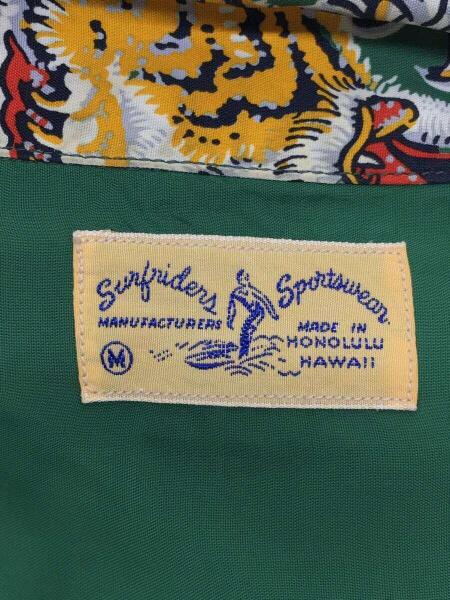 Surfriders Sportswear
MANUFACTURERS
MADE IN
HONOLULU
HAWAII
M